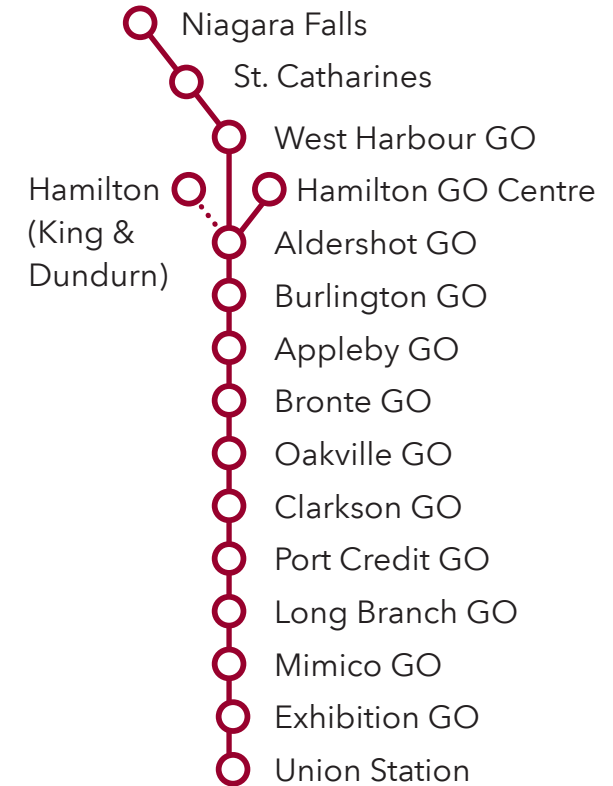 Niagara Falls
St. Catharines
West Harbour GO
Hamilton
(King &
Dundurn)
Hamilton GO Centre
Aldershot GO
Burlington GO
Appleby GO
Bronte GO
Oakville GO
Clarkson GO
Port Credit GO
Long Branch GO
Mimico GO
Exhibition GO
Union Station